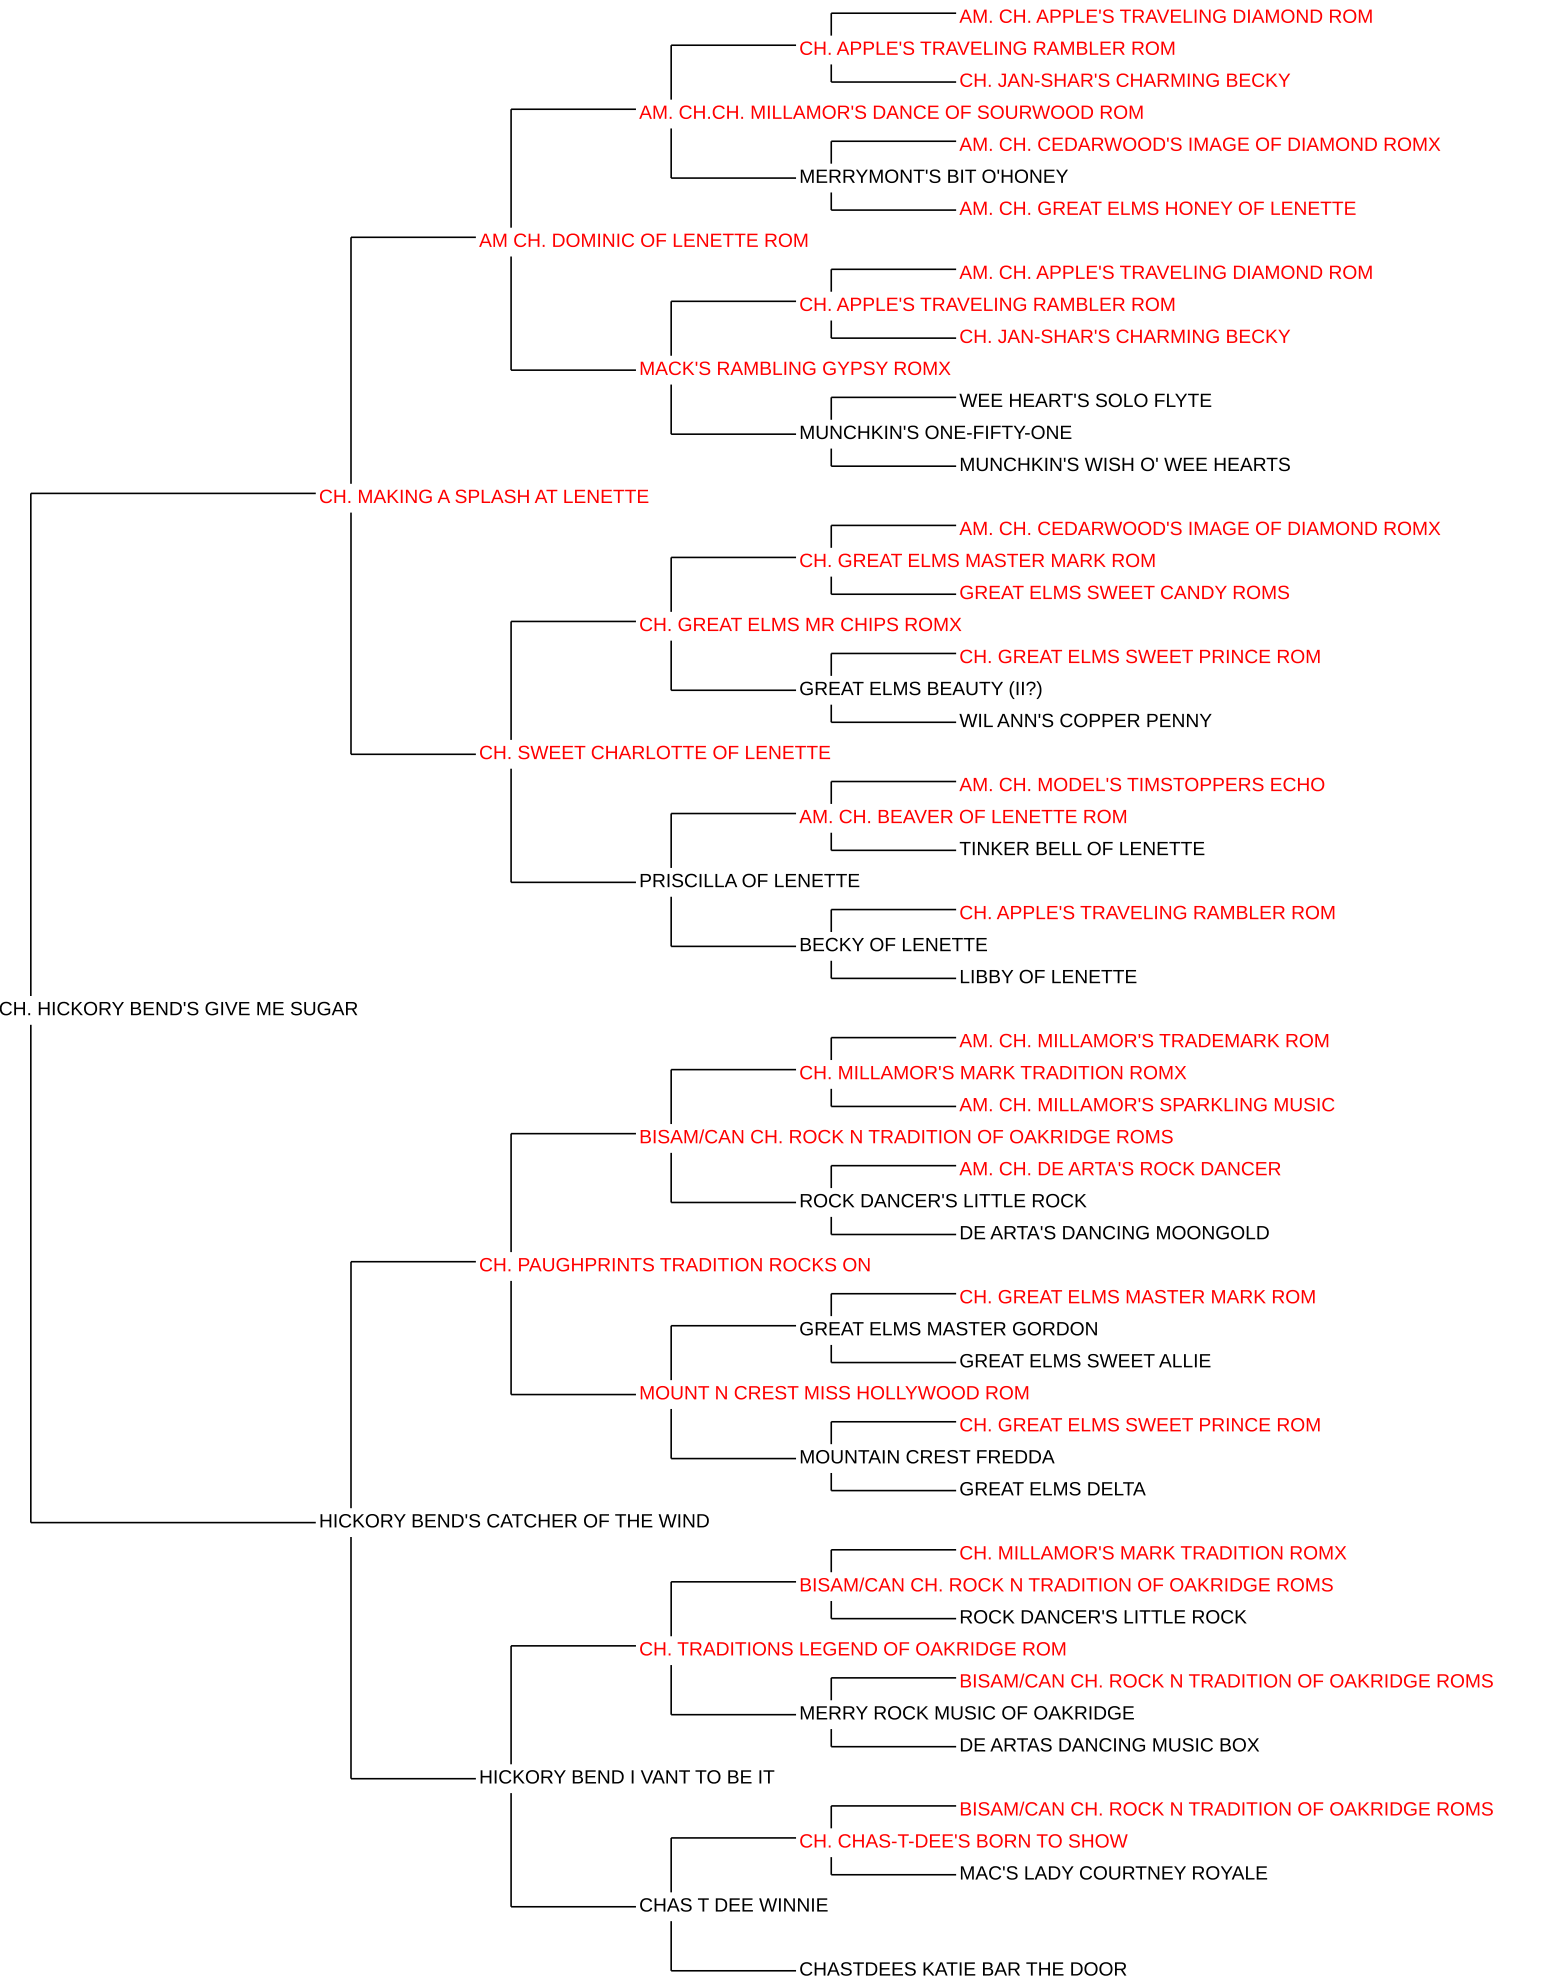 AM. CH. APPLE'S TRAVELING DIAMOND ROM
CH. APPLE'S TRAVELING RAMBLER ROM
CH. JAN-SHAR'S CHARMING BECKY
AM. CH.CH. MILLAMOR'S DANCE OF SOURWOOD ROM
AM. CH. CEDARWOOD'S IMAGE OF DIAMOND ROMX
MERRYMONT'S BIT O'HONEY
AM. CH. GREAT ELMS HONEY OF LENETTE
AM CH. DOMINIC OF LENETTE ROM
AM. CH. APPLE'S TRAVELING DIAMOND ROM
CH. APPLE'S TRAVELING RAMBLER ROM
CH. JAN-SHAR'S CHARMING BECKY
MACK'S RAMBLING GYPSY ROMX
WEE HEART'S SOLO FLYTE
MUNCHKIN'S ONE-FIFTY-ONE
MUNCHKIN'S WISH O' WEE HEARTS
CH. MAKING A SPLASH AT LENETTE
AM. CH. CEDARWOOD'S IMAGE OF DIAMOND ROMX
CH. GREAT ELMS MASTER MARK ROM
GREAT ELMS SWEET CANDY ROMS
CH. GREAT ELMS MR CHIPS ROMX
CH. GREAT ELMS SWEET PRINCE ROM
GREAT ELMS BEAUTY (II?)
WIL ANN'S COPPER PENNY
CH. SWEET CHARLOTTE OF LENETTE
AM. CH. MODEL'S TIMSTOPPERS ECHO
AM. CH. BEAVER OF LENETTE ROM
TINKER BELL OF LENETTE
PRISCILLA OF LENETTE
CH. APPLE'S TRAVELING RAMBLER ROM
BECKY OF LENETTE
LIBBY OF LENETTE
CH. HICKORY BEND'S GIVE ME SUGAR
AM. CH. MILLAMOR'S TRADEMARK ROM
CH. MILLAMOR'S MARK TRADITION ROMX
AM. CH. MILLAMOR'S SPARKLING MUSIC
BISAM/CAN CH. ROCK N TRADITION OF OAKRIDGE ROMS
AM. CH. DE ARTA'S ROCK DANCER
ROCK DANCER'S LITTLE ROCK
DE ARTA'S DANCING MOONGOLD
CH. PAUGHPRINTS TRADITION ROCKS ON
CH. GREAT ELMS MASTER MARK ROM
GREAT ELMS MASTER GORDON
GREAT ELMS SWEET ALLIE
MOUNT N CREST MISS HOLLYWOOD ROM
CH. GREAT ELMS SWEET PRINCE ROM
MOUNTAIN CREST FREDDA
GREAT ELMS DELTA
HICKORY BEND'S CATCHER OF THE WIND
CH. MILLAMOR'S MARK TRADITION ROMX
BISAM/CAN CH. ROCK N TRADITION OF OAKRIDGE ROMS
ROCK DANCER'S LITTLE ROCK
CH. TRADITIONS LEGEND OF OAKRIDGE ROM
BISAM/CAN CH. ROCK N TRADITION OF OAKRIDGE ROMS
MERRY ROCK MUSIC OF OAKRIDGE
DE ARTAS DANCING MUSIC BOX
HICKORY BEND I VANT TO BE IT
BISAM/CAN CH. ROCK N TRADITION OF OAKRIDGE ROMS
CH. CHAS-T-DEE'S BORN TO SHOW
MAC'S LADY COURTNEY ROYALE
CHAS T DEE WINNIE
CHASTDEES KATIE BAR THE DOOR